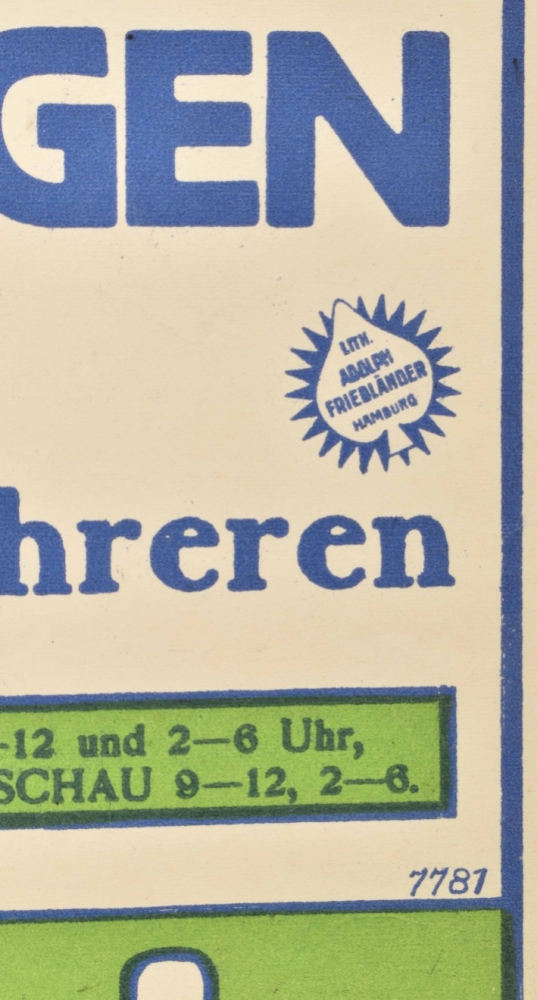 GEN
LITH.
ADOLPH
FRIEDLÄNDER
HAMBURG
hreren
-12 und 2—6 Uhr,
SCHAU 9—12, 2—6.
7781